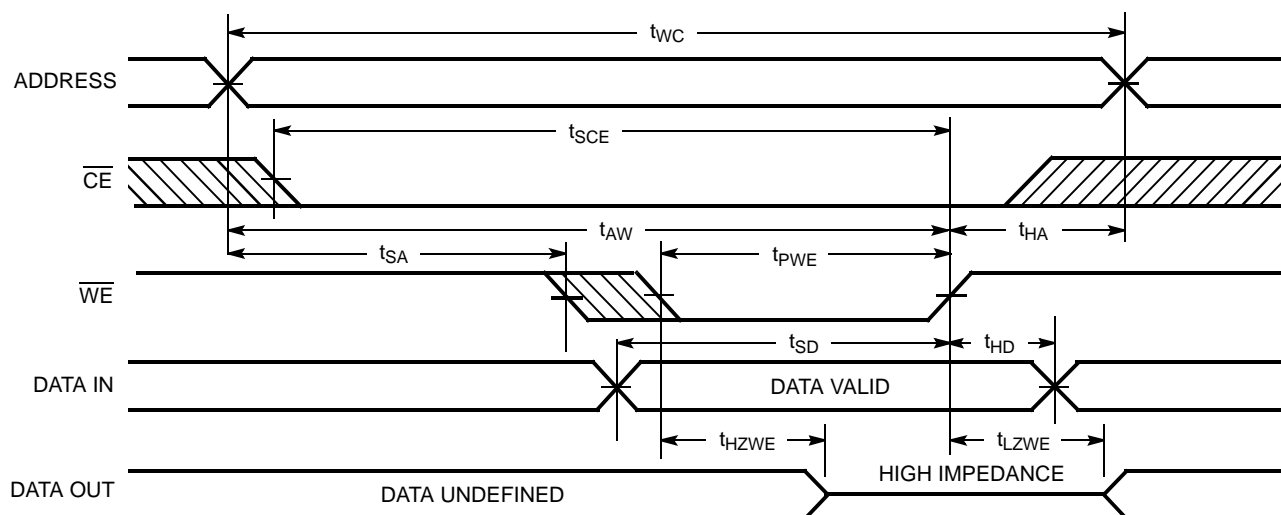 tWC
ADDRESS
tSCE
CE
tAW
tHA
tSA
tPWE
WE
tSD
tHD
DATA IN
DATA VALID
tHZWE
tLZWE
HIGH IMPEDANCE
DATA OUT
DATA UNDEFINED